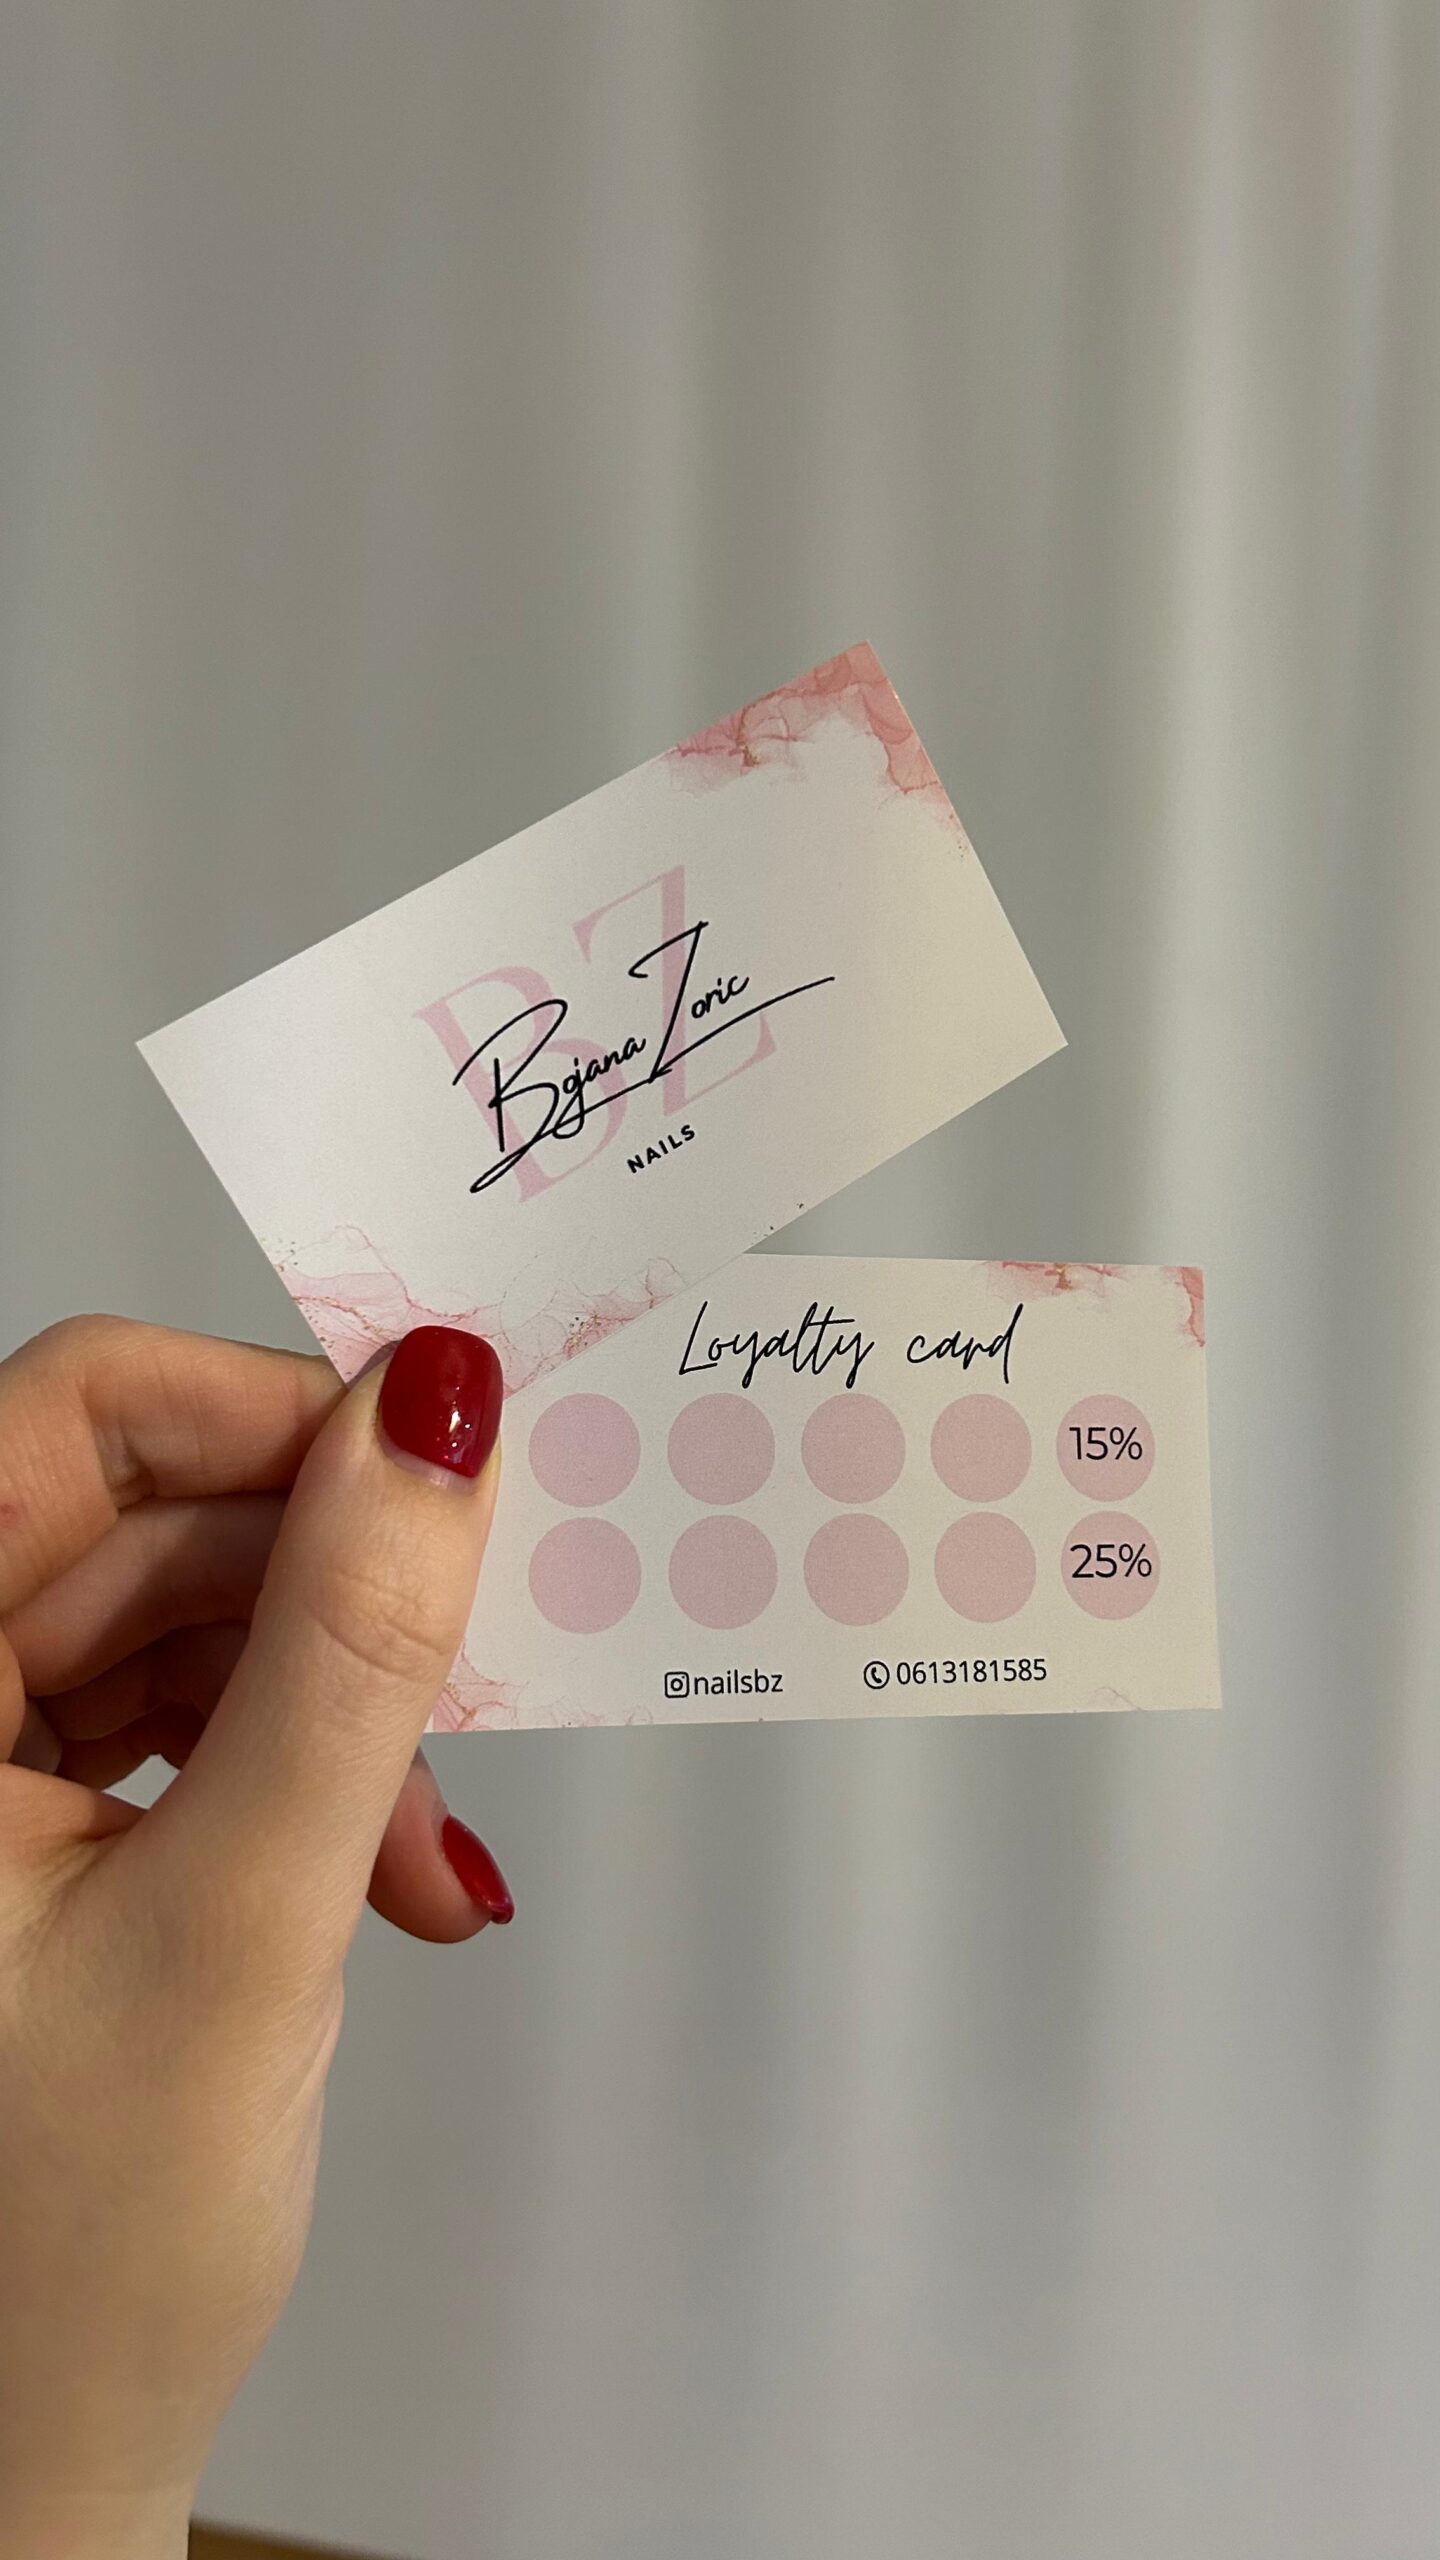 BZ
Bojana Zoric
NAILS
Loyalty card
15%
25%
nailsbz 0613181585